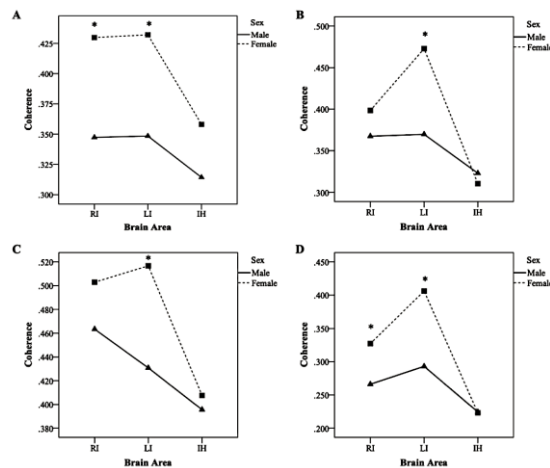 A
Sex
Male
Female
* *
.425
.400
.375
.350
.325
.300
Coherence
RI LI IH
Brain Area
B
Sex
Male
Female
*
.500
.450
.400
.350
.300
Coherence
RI LI IH
Brain Area
C
Sex
Male
Female
*
.520
.500
.480
.460
.440
.420
.400
.380
Coherence
RI LI IH
Brain Area
D
Sex
Male
Female
* *
.450
.400
.350
.300
.250
.200
Coherence
RI LI IH
Brain Area